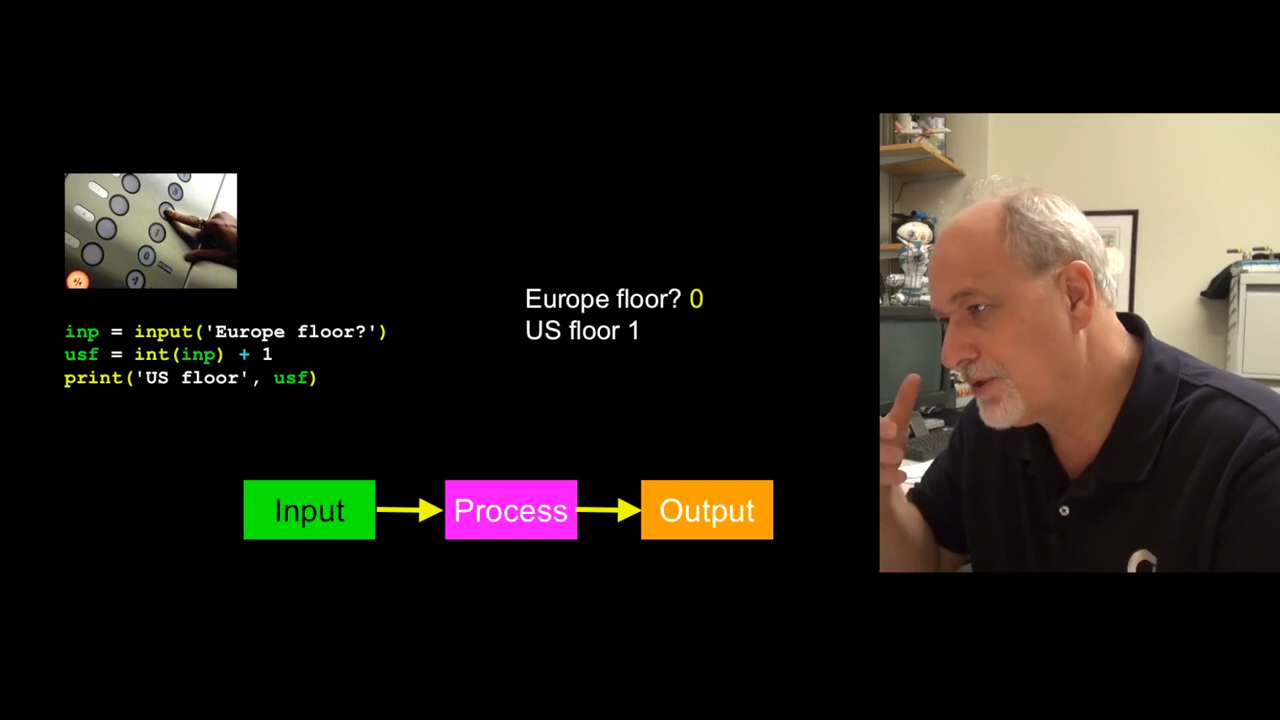 inp = input('Europe floor?')
usf = int(inp) + 1
print('US floor', usf)
Europe floor? 0
US floor 1
Input
Process
Output